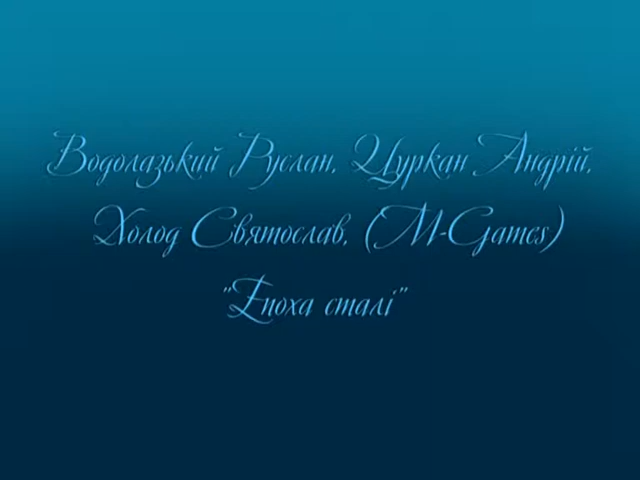 Водолазький Руслан, Цуркан Андрій,
Холод Святослав, (M-Games)
"Епоха сталі"